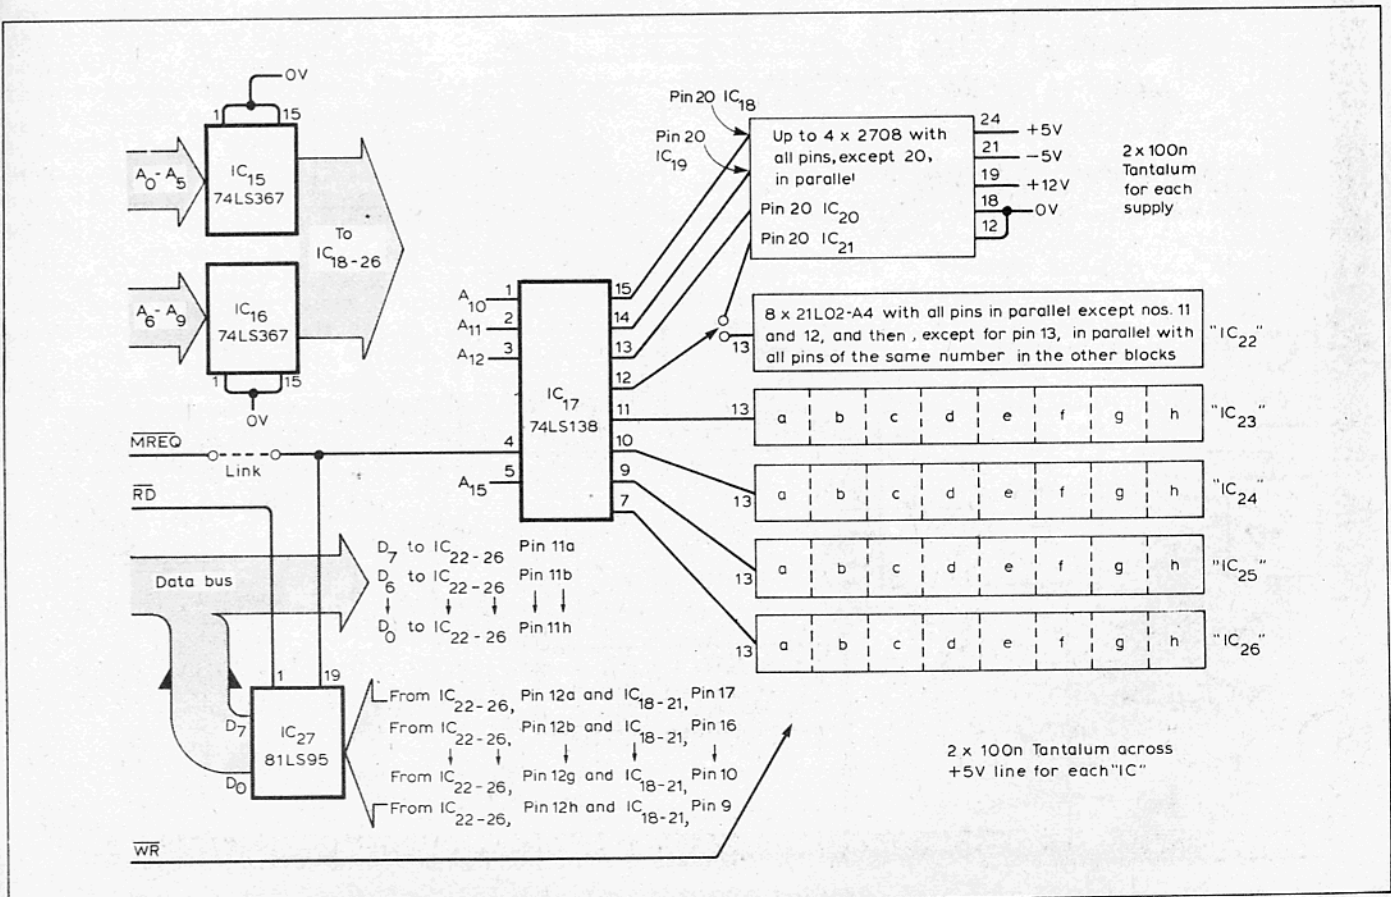 0V
1 15
A0-A5
IC15
74LS367
To
IC18-26
A6-A9
IC16
74LS367
1 15
0V
Pin 20 IC18
Pin 20
IC19
Up to 4 x 2708 with
all pins, except 20,
in parallel
Pin 20 IC20
Pin 20 IC21
24 +5V
21 −5V
19 +12V
18 0V
12
2 x 100n
Tantalum
for each
supply
A10 1
A11 2
A12 3
IC17
74LS138
4
A15 5
15
14
13
12
11
10
9
7
8 x 21L02-A4 with all pins in parallel except nos. 11
and 12, and then, except for pin 13, in parallel with
all pins of the same number in the other blocks
13 "IC22"
13 a b c d e f g h "IC23"
13 a b c d e f g h "IC24"
13 a b c d e f g h "IC25"
13 a b c d e f g h "IC26"
MREQ
Link
RD
Data bus
D7 to IC22-26 Pin 11a
D6 to IC22-26 Pin 11b
D0 to IC22-26 Pin 11h
1 19
D7
IC27
81LS95
D0
From IC22-26, Pin 12a and IC18-21, Pin 17
From IC22-26, Pin 12b and IC18-21, Pin 16
From IC22-26, Pin 12g and IC18-21, Pin 10
From IC22-26, Pin 12h and IC18-21, Pin 9
2 x 100n Tantalum across
+5V line for each "IC"
WR